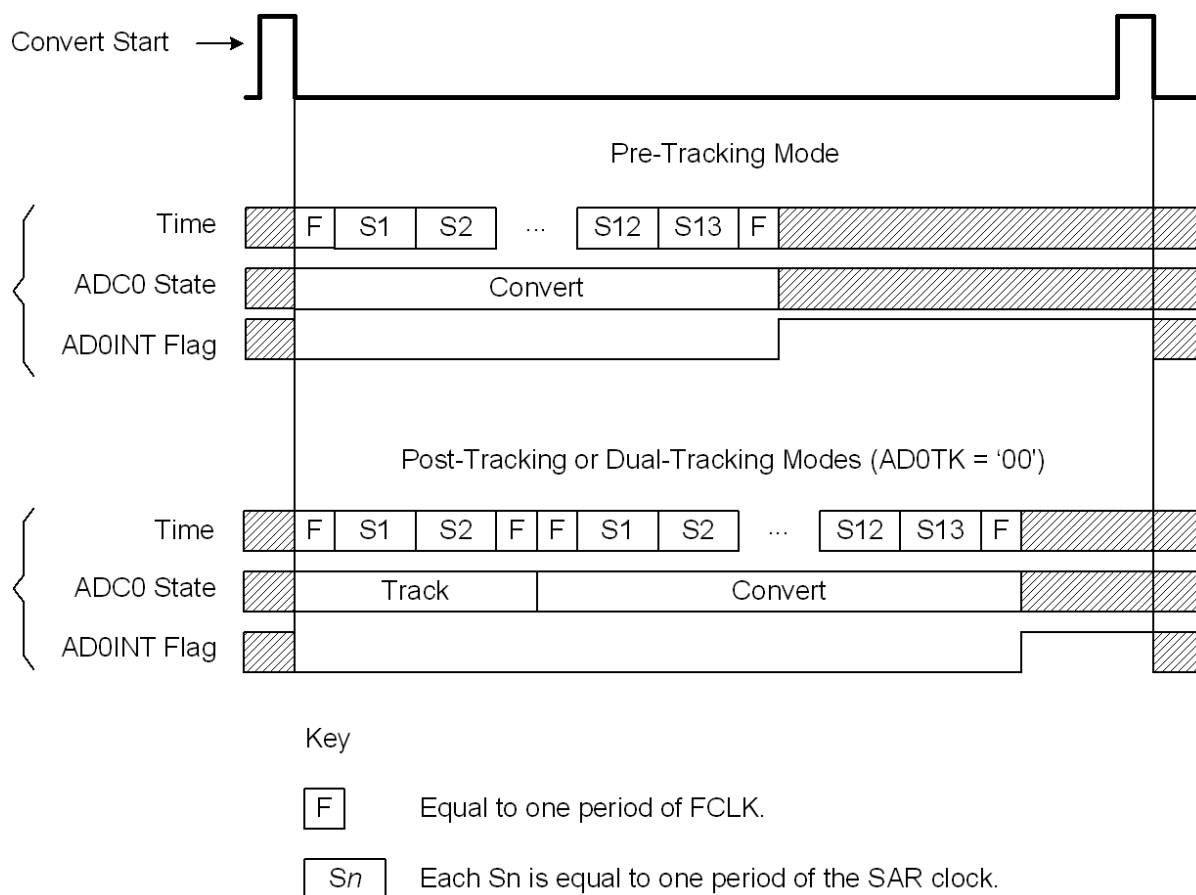 Convert Start
Pre-Tracking Mode
Time F S1 S2 ... S12 S13 F
ADC0 State Convert
AD0INT Flag
Post-Tracking or Dual-Tracking Modes (AD0TK = ‘00’)
Time F S1 S2 F F S1 S2 ... S12 S13 F
ADC0 State Track Convert
AD0INT Flag
Key
F Equal to one period of FCLK.
Sn Each Sn is equal to one period of the SAR clock.